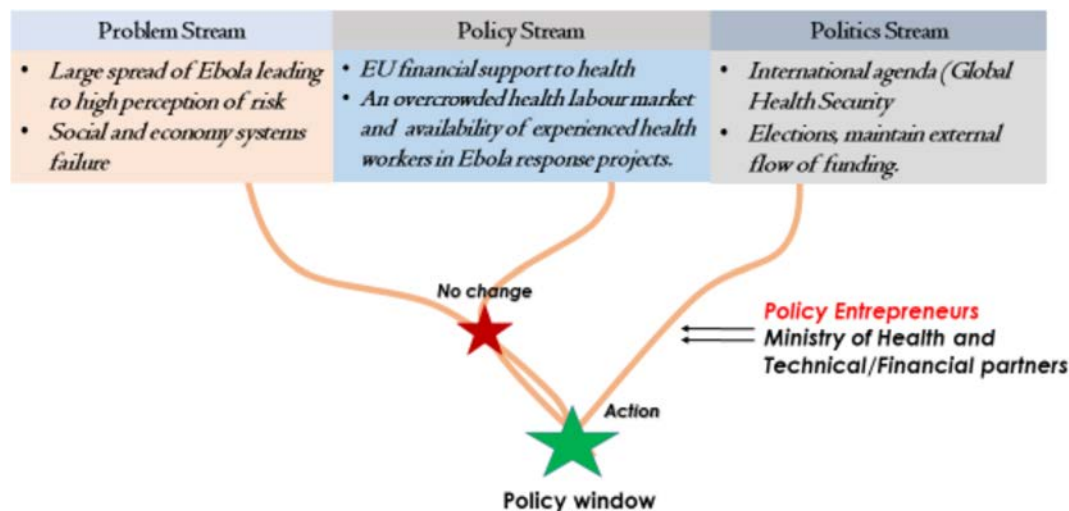 Problem Stream
Policy Stream
Politics Stream
• Large spread of Ebola leading
to high perception of risk
• Social and economy systems
failure
• EU financial support to health
• An overcrowded health labour market
and availability of experienced health
workers in Ebola response projects.
• International agenda (Global
Health Security
• Elections, maintain external
flow of funding.
No change
Policy Entrepreneurs
Ministry of Health and
Technical/Financial partners
Action
Policy window